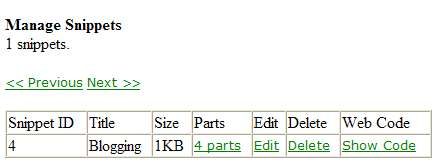 Manage Snippets
1 snippets.
<< Previous Next >>
Snippet ID Title Size Parts Edit Delete Web Code
4 Blogging 1KB 4 parts Edit Delete Show Code